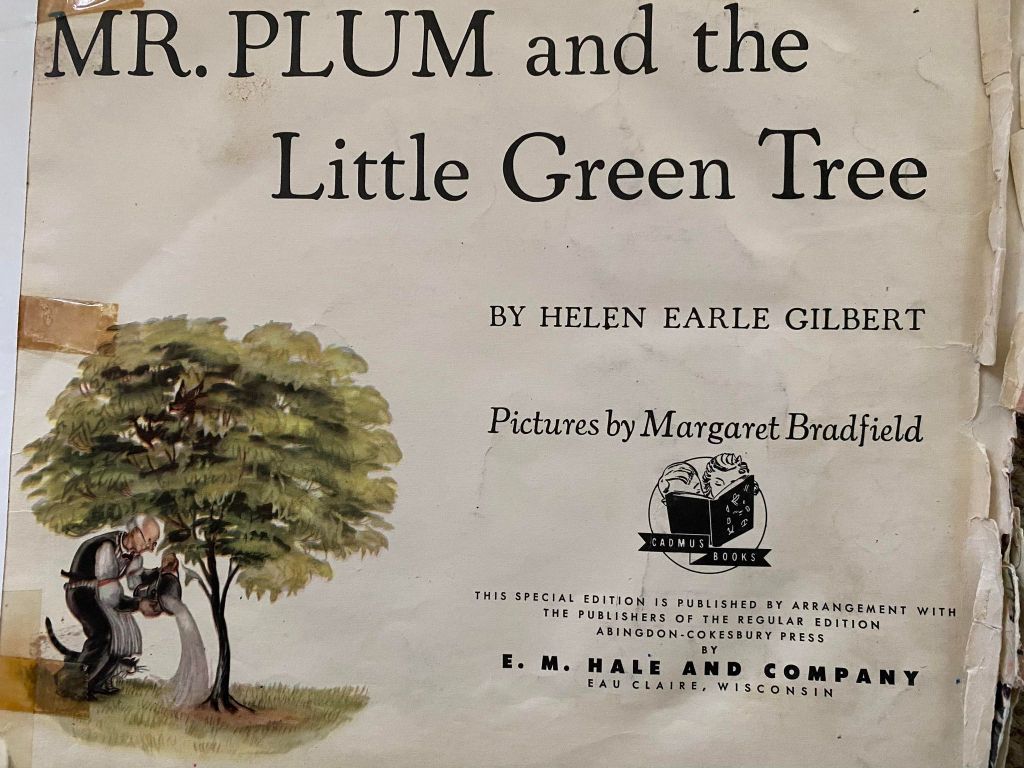 MR. PLUM and the
Little Green Tree
BY HELEN EARLE GILBERT
Pictures by Margaret Bradfield
CADMUS
BOOKS
THIS SPECIAL EDITION IS PUBLISHED BY ARRANGEMENT WITH
THE PUBLISHERS OF THE REGULAR EDITION
ABINGDON-COKESBURY PRESS
BY
E. M. HALE AND COMPANY
EAU CLAIRE, WISCONSIN